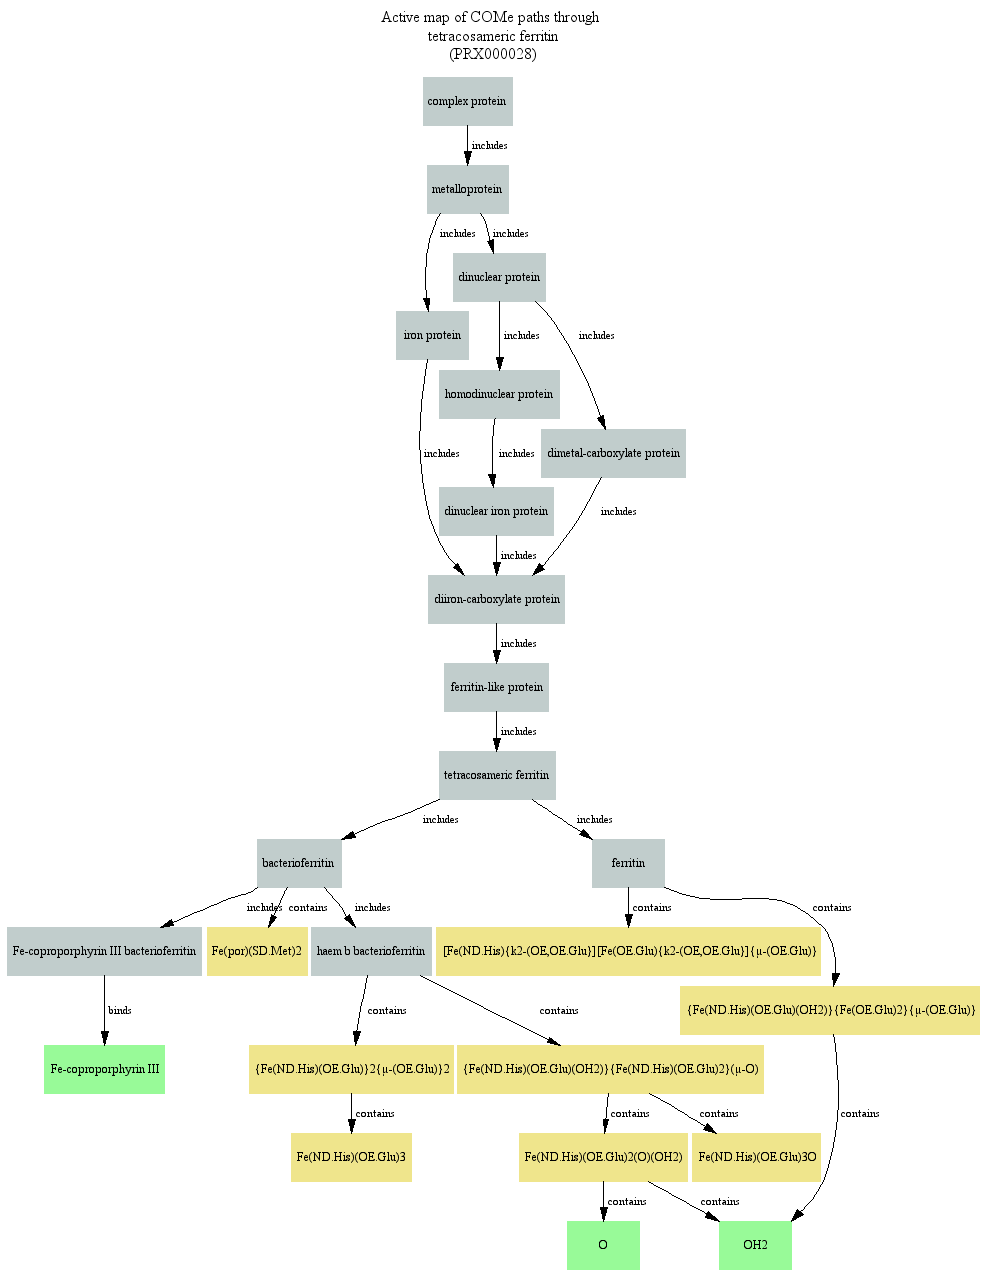 Active map of COMe paths through
tetracosameric ferritin
(PRX000028)
complex protein
includes
metalloprotein
includes
includes
dinuclear protein
iron protein
includes
includes
homodinuclear protein
includes
includes
dimetal-carboxylate protein
dinuclear iron protein
includes
includes
diiron-carboxylate protein
includes
ferritin-like protein
includes
tetracosameric ferritin
includes
includes
bacterioferritin
ferritin
includes
contains
includes
contains
contains
Fe-coproporphyrin III bacterioferritin
Fe(por)(SD.Met)2
haem b bacterioferritin
[Fe(ND.His){k2-(OE,OE.Glu}][Fe(OE.Glu){k2-(OE,OE.Glu}]{µ-(OE.Glu)}
binds
contains
contains
{Fe(ND.His)(OE.Glu)(OH2)}{Fe(OE.Glu)2}{µ-(OE.Glu)}
Fe-coproporphyrin III
{Fe(ND.His)(OE.Glu)}2{µ-(OE.Glu)}2
{Fe(ND.His)(OE.Glu)(OH2)}{Fe(ND.His)(OE.Glu)2}(µ-O)
contains
contains
contains
contains
Fe(ND.His)(OE.Glu)3
Fe(ND.His)(OE.Glu)2(O)(OH2)
Fe(ND.His)(OE.Glu)3O
contains
contains
O
OH2